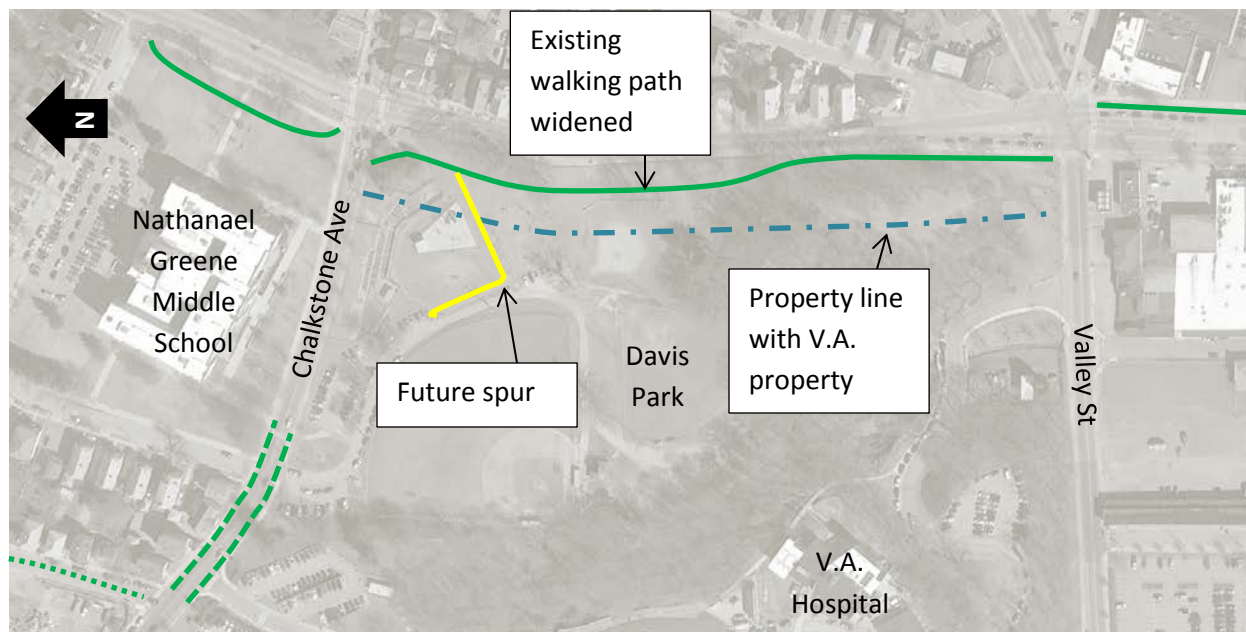 Existing
walking path
widened
N
Nathanael
Greene
Middle
School
Chalkstone Ave
Property line
with V.A.
property
Future spur
Davis
Park
Valley St
V.A.
Hospital